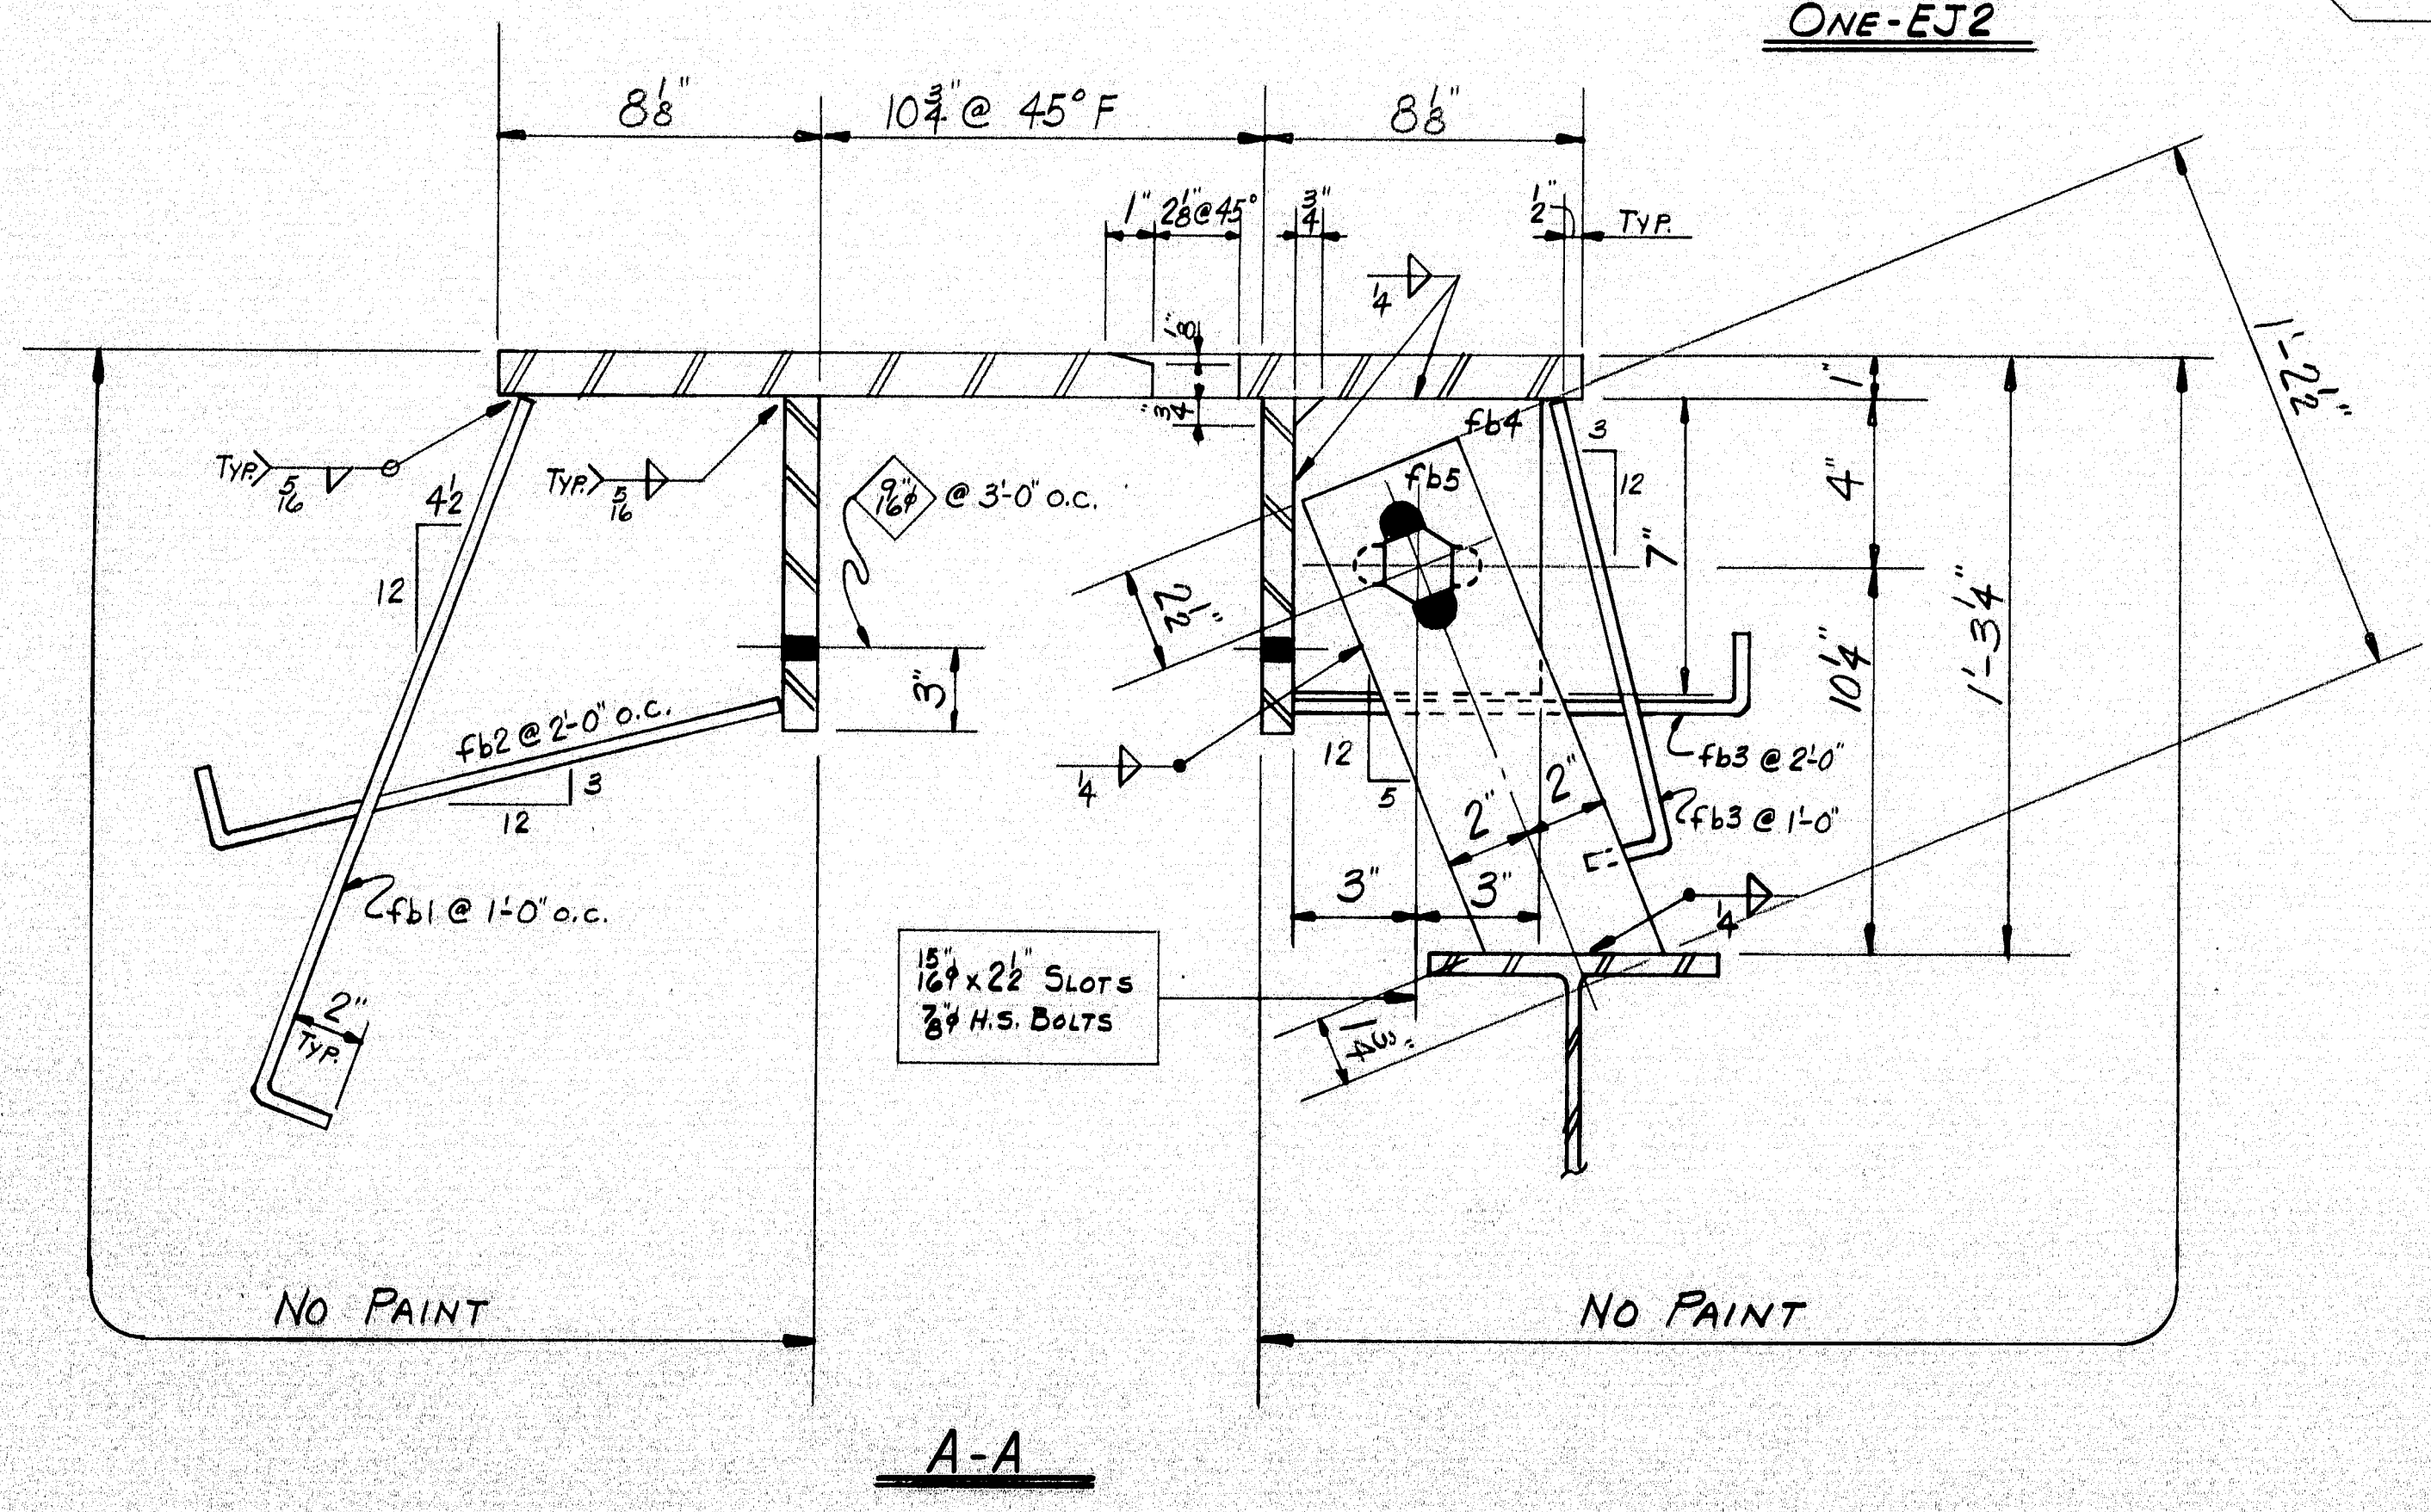 ONE-EJ2
8 1/8" 10 3/4" @ 45° F 8 1/8"
1" 2 1/8" @ 45° 3/4" 1/2" TYP.
1/4
1/8"
3/4"
1"
1'-2 1/2"
fb4
fb5
3
12
4"
7"
TYP. 5/16
4 1/2
12
TYP. 5/16
9/16"φ @ 3'-0" o.c.
2 1/2"
10 1/4"
1'-3 1/4"
3"
fb2 @ 2'-0" o.c.
3
12
1/4
12
5
2" 2"
fb3 @ 2'-0"
fb3 @ 1'-0"
fb1 @ 1'-0" o.c.
3" 3"
1/4
15/16"φ x 2 1/2" SLOTS
7/8"φ H.S. BOLTS
2"
TYP.
1 3/4"
NO PAINT
NO PAINT
A-A